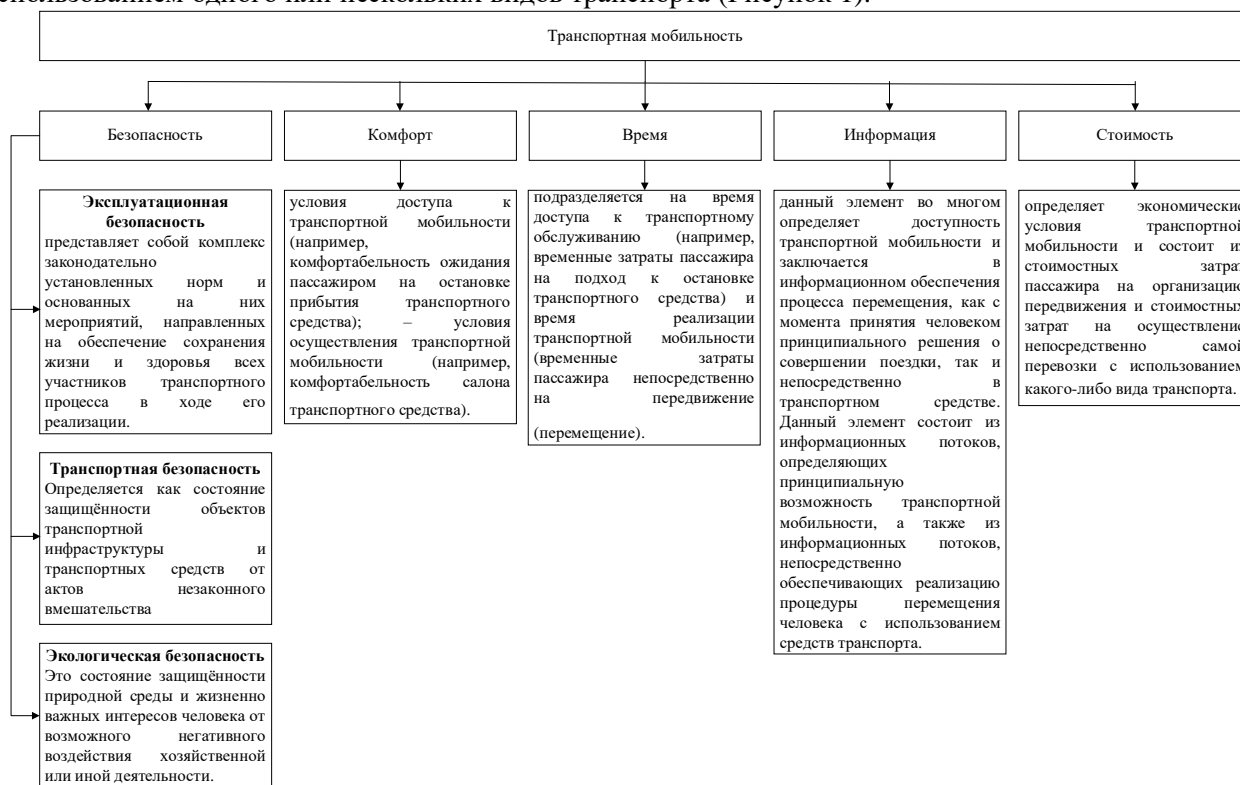 использованием одного или нескольких видов транспорта (Рисунок 1).
Транспортная мобильность
Безопасность
Комфорт
Время
Информация
Стоимость
Эксплуатационная
безопасность
представляет собой комплекс
законодательно
установленных норм и
основанных на них
мероприятий, направленных
на обеспечение сохранения
жизни и здоровья всех
участников транспортного
процесса в ходе его
реализации.
Транспортная безопасность
Определяется как состояние
защищённости объектов
транспортной
инфраструктуры и
транспортных средств от
актов незаконного
вмешательства
Экологическая безопасность
Это состояние защищённости
природной среды и жизненно
важных интересов человека от
возможного негативного
воздействия хозяйственной
или иной деятельности.
условия доступа к
транспортной мобильности
(например,
комфортабельность ожидания
пассажиром на остановке
прибытия транспортного
средства); – условия
осуществления транспортной
мобильности (например,
комфортабельность салона
транспортного средства).
подразделяется на время
доступа к транспортному
обслуживанию (например,
временные затраты пассажира
на подход к остановке
транспортного средства) и
время реализации
транспортной мобильности
(временные затраты
пассажира непосредственно
на передвижение
(перемещение).
данный элемент во многом
определяет доступность
транспортной мобильности и
заключается в
информационном обеспечения
процесса перемещения, как с
момента принятия человеком
принципиального решения о
совершении поездки, так и
непосредственно в
транспортном средстве.
Данный элемент состоит из
информационных потоков,
определяющих
принципиальную
возможность транспортной
мобильности, а также из
информационных потоков,
непосредственно
обеспечивающих реализацию
процедуры перемещения
человека с использованием
средств транспорта.
определяет экономические
условия транспортной
мобильности и состоит из
стоимостных затрат
пассажира на организацию
передвижения и стоимостных
затрат на осуществление
непосредственно самой
перевозки с использованием
какого-либо вида транспорта.